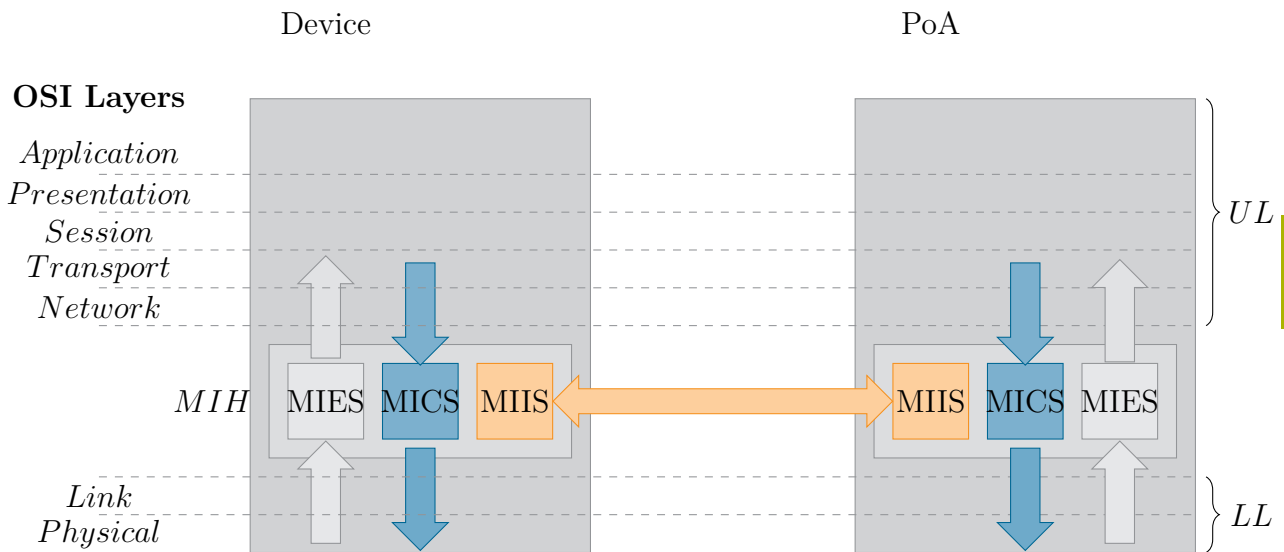 Device PoA
OSI Layers
Application
Presentation
Session
Transport
Network
UL
MIH MIES MICS MIIS MIIS MICS MIES
Link
Physical
LL